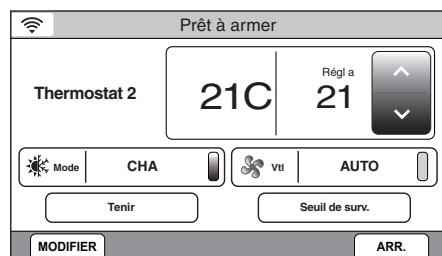 Prêt à armer
Thermostat 2
21C
Régl a
21
Mode
CHA
Vtl
AUTO
Tenir
Seuil de surv.
MODIFIER
ARR.